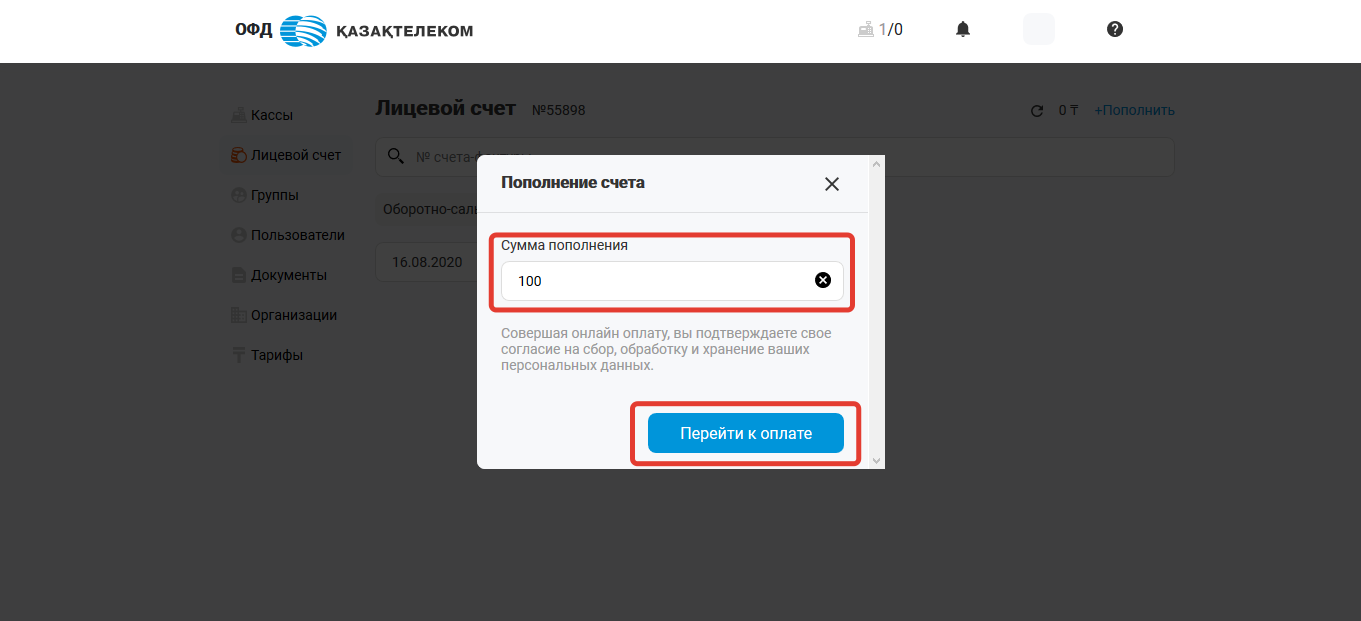 ОФД ҚАЗАҚТЕЛЕКОМ
1/0
Кассы
Лицевой счет
Группы
Пользователи
Документы
Организации
Тарифы
Лицевой счет №55898
0 ₸ +Пополнить
№ счета-
Оборотно-
16.08.2020
Пополнение счета
Сумма пополнения
100
Совершая онлайн оплату, вы подтверждаете свое
согласие на сбор, обработку и хранение ваших
персональных данных.
Перейти к оплате